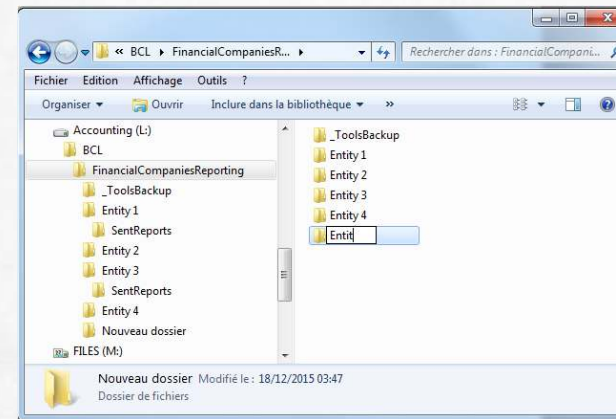 « BCL ▸ FinancialCompaniesR... ▸
Rechercher dans : FinancialCompani...
Fichier Edition Affichage Outils ?
Organiser ▾ Ouvrir Inclure dans la bibliothèque ▾ »
Accounting (L:)
BCL
FinancialCompaniesReporting
_ToolsBackup
Entity 1
SentReports
Entity 2
Entity 3
SentReports
Entity 4
Nouveau dossier
FILES (M:)
_ToolsBackup
Entity 1
Entity 2
Entity 3
Entity 4
Entit
Nouveau dossier Modifié le : 18/12/2015 03:47
Dossier de fichiers